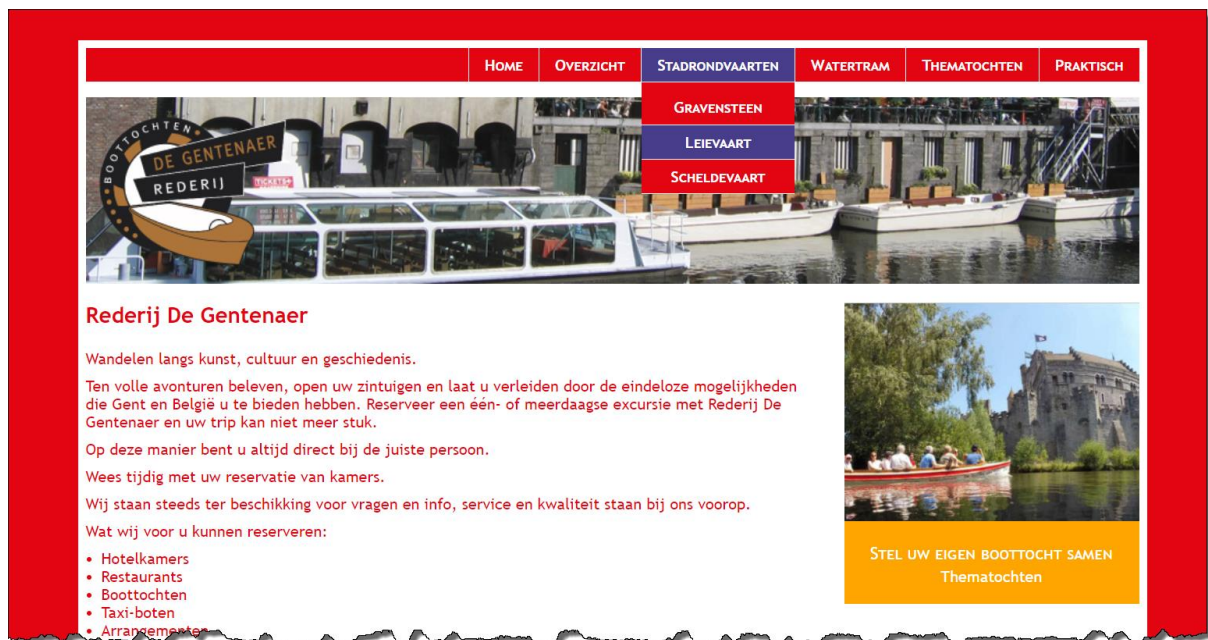 Home Overzicht Stadrondvaarten Watertram Thematochten Praktisch
Gravensteen
Leievaart
Scheldevaart
BOOTTOCHTEN
DE GENTENAER
REDERIJ
TICKETS
Rederij De Gentenaer
Wandelen langs kunst, cultuur en geschiedenis.
Ten volle avonturen beleven, open uw zintuigen en laat u verleiden door de eindeloze mogelijkheden
die Gent en België u te bieden hebben. Reserveer een één- of meerdaagse excursie met Rederij De
Gentenaer en uw trip kan niet meer stuk.
Op deze manier bent u altijd direct bij de juiste persoon.
Wees tijdig met uw reservatie van kamers.
Wij staan steeds ter beschikking voor vragen en info, service en kwaliteit staan bij ons voorop.
Wat wij voor u kunnen reserveren:
• Hotelkamers
• Restaurants
• Boottochten
• Taxi-boten
• Arrangementen
Stel uw eigen boottocht samen
Thematochten